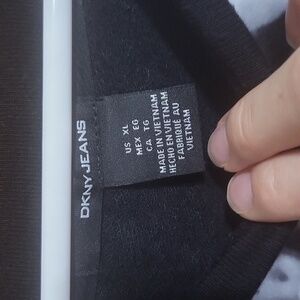 DKNY JEANS
US XL
MEX EG
CA TG
MADE IN VIETNAM
HECHO EN VIETNAM
FABRIQUÉ AU
VIETNAM